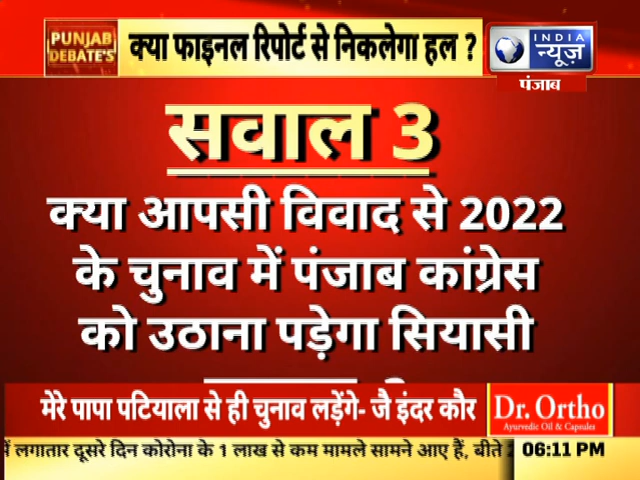 PUNJAB
DEBATE'S
क्या फाइनल रिपोर्ट से निकलेगा हल ?
INDIA
न्यूज़
पंजाब
सवाल 3
क्या आपसी विवाद से 2022
के चुनाव में पंजाब कांग्रेस
को उठाना पड़ेगा सियासी
मेरे पापा पटियाला से ही चुनाव लड़ेंगे- जै इंदर कौर
Dr. Ortho
Ayurvedic Oil & Capsules
लगातार दूसरे दिन कोरोना के 1 लाख से कम मामले सामने आए हैं, बीते
06:11 PM